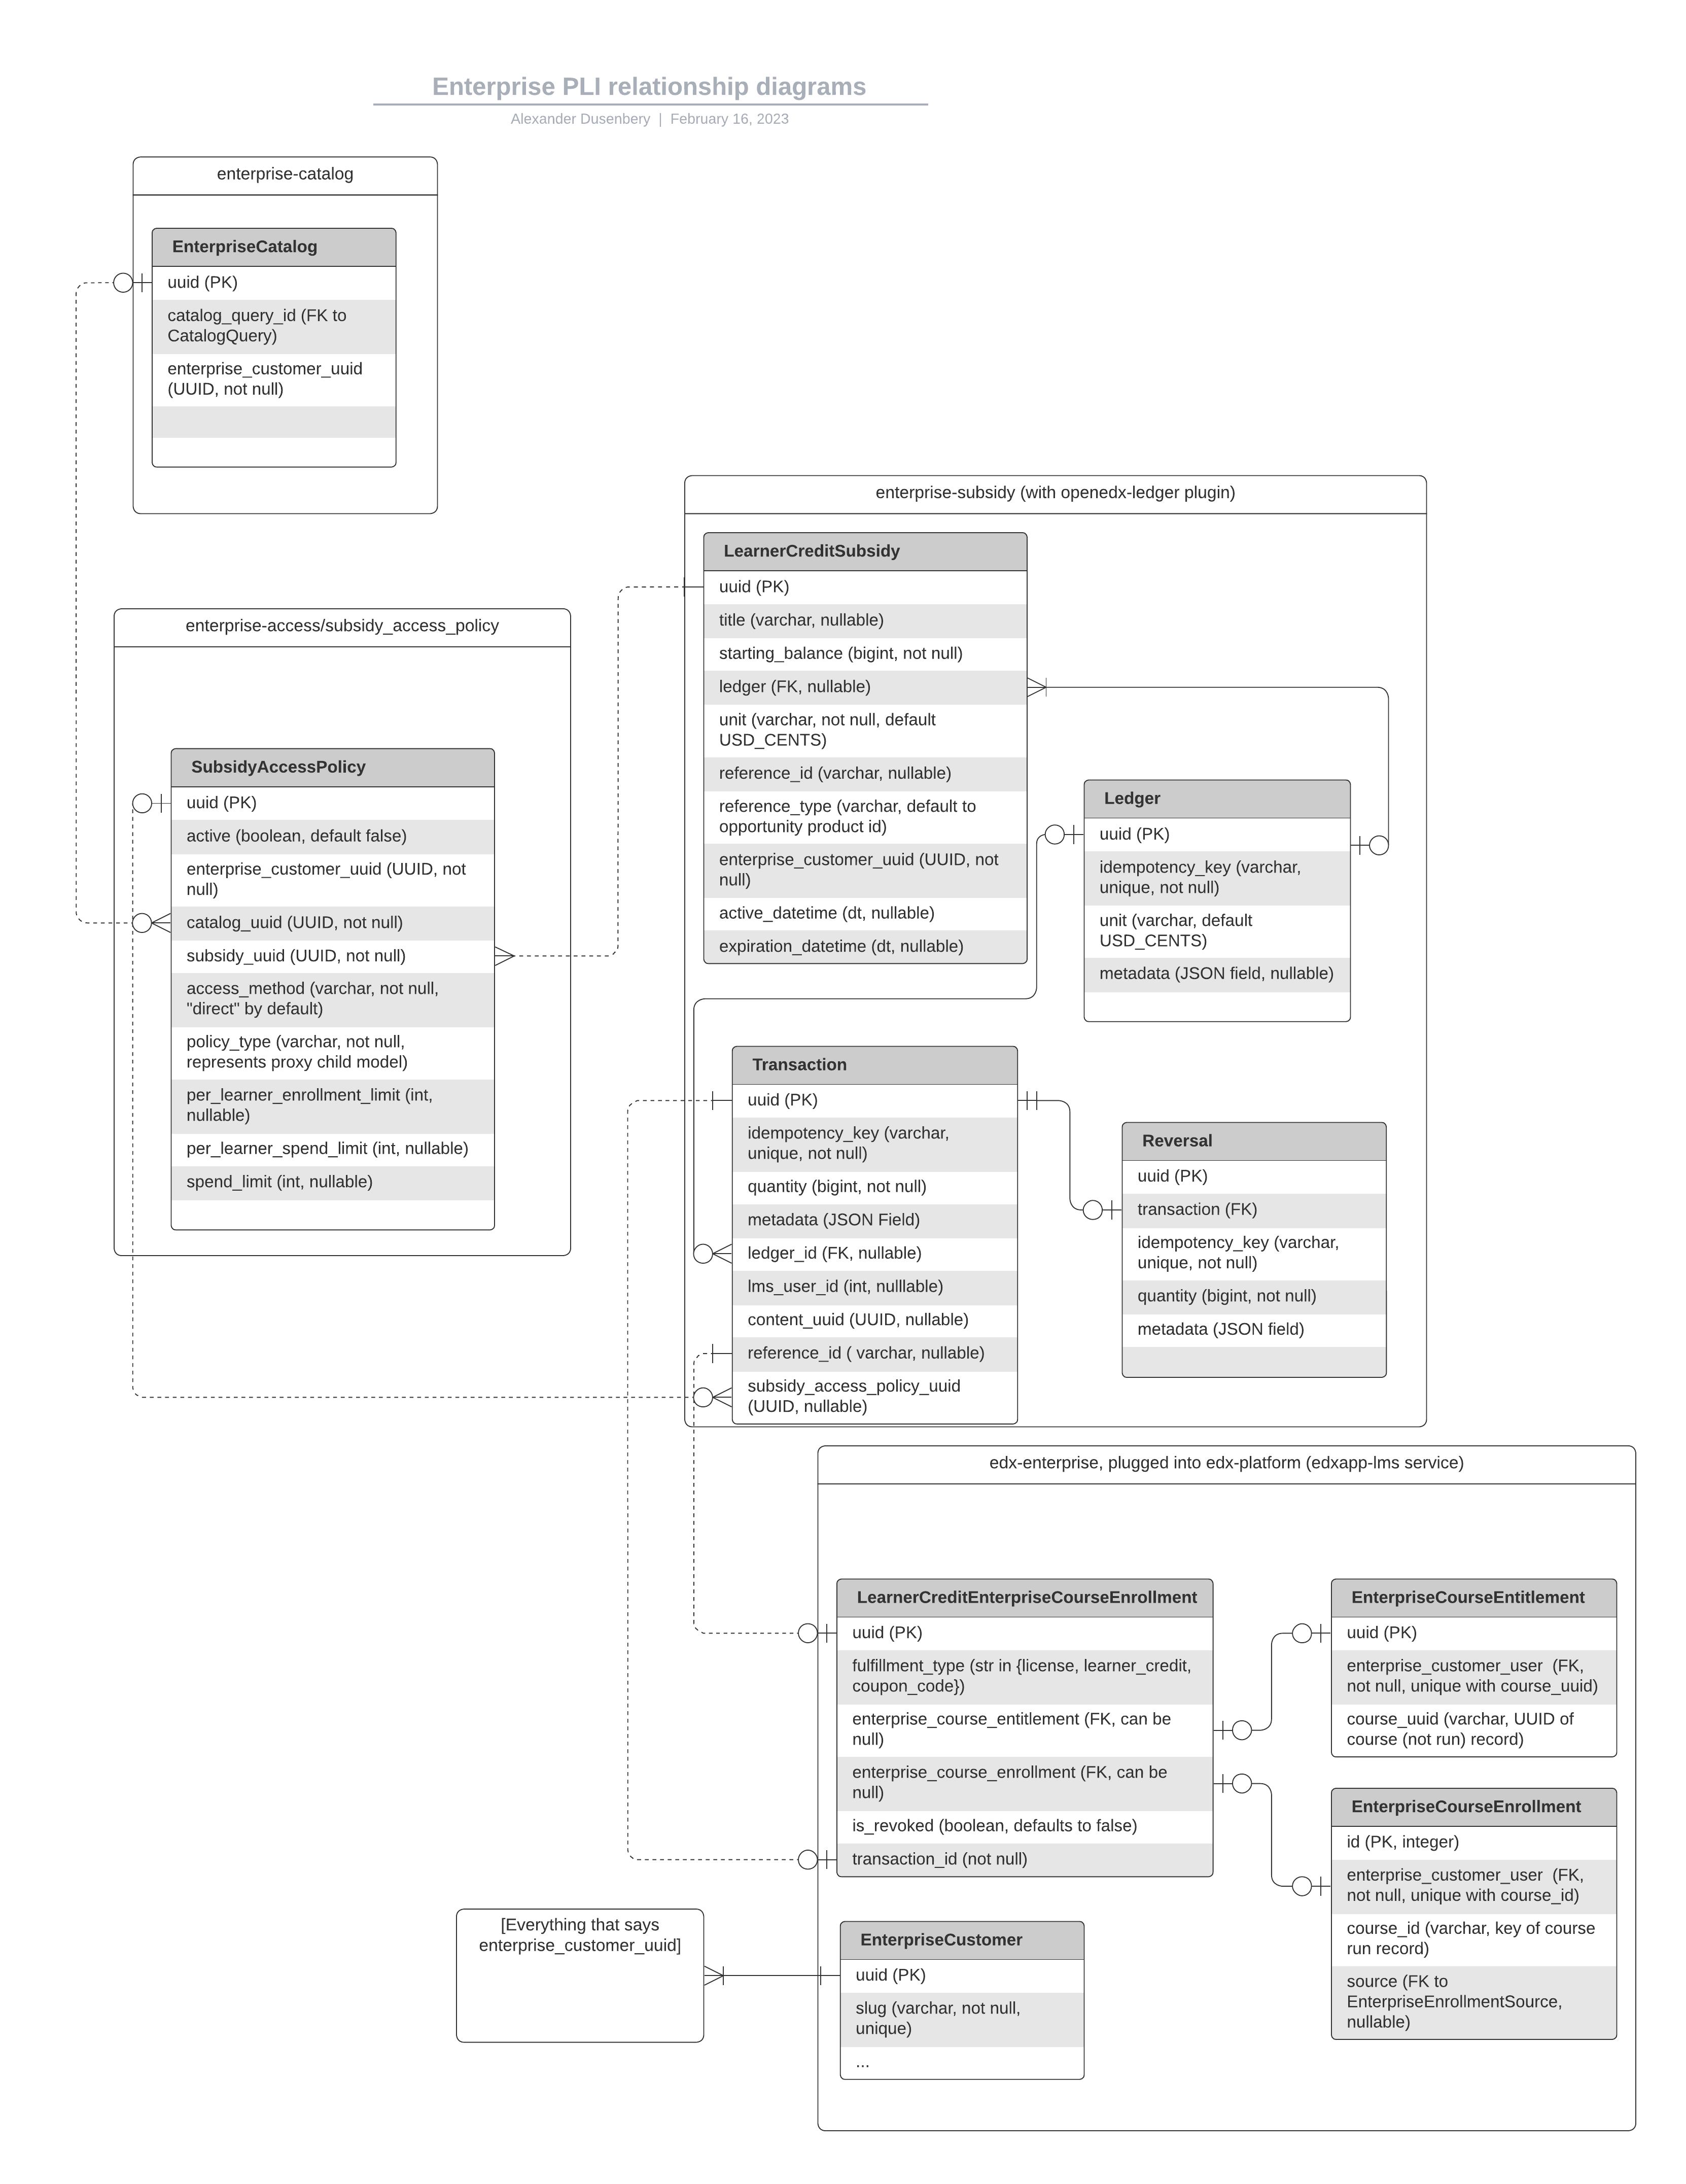 Enterprise PLI relationship diagrams
Alexander Dusenbery | February 16, 2023
enterprise-catalog
EnterpriseCatalog
uuid (PK)
catalog_query_id (FK to
CatalogQuery)
enterprise_customer_uuid
(UUID, not null)
enterprise-access/subsidy_access_policy
SubsidyAccessPolicy
uuid (PK)
active (boolean, default false)
enterprise_customer_uuid (UUID, not
null)
catalog_uuid (UUID, not null)
subsidy_uuid (UUID, not null)
access_method (varchar, not null,
"direct" by default)
policy_type (varchar, not null,
represents proxy child model)
per_learner_enrollment_limit (int,
nullable)
per_learner_spend_limit (int, nullable)
spend_limit (int, nullable)
enterprise-subsidy (with openedx-ledger plugin)
LearnerCreditSubsidy
uuid (PK)
title (varchar, nullable)
starting_balance (bigint, not null)
ledger (FK, nullable)
unit (varchar, not null, default
USD_CENTS)
reference_id (varchar, nullable)
reference_type (varchar, default to
opportunity product id)
enterprise_customer_uuid (UUID, not
null)
active_datetime (dt, nullable)
expiration_datetime (dt, nullable)
Ledger
uuid (PK)
idempotency_key (varchar,
unique, not null)
unit (varchar, default
USD_CENTS)
metadata (JSON field, nullable)
Transaction
uuid (PK)
idempotency_key (varchar,
unique, not null)
quantity (bigint, not null)
metadata (JSON Field)
ledger_id (FK, nullable)
lms_user_id (int, nulllable)
content_uuid (UUID, nullable)
reference_id ( varchar, nullable)
subsidy_access_policy_uuid
(UUID, nullable)
Reversal
uuid (PK)
transaction (FK)
idempotency_key (varchar,
unique, not null)
quantity (bigint, not null)
metadata (JSON field)
edx-enterprise, plugged into edx-platform (edxapp-lms service)
LearnerCreditEnterpriseCourseEnrollment
uuid (PK)
fulfillment_type (str in {license, learner_credit,
coupon_code})
enterprise_course_entitlement (FK, can be
null)
enterprise_course_enrollment (FK, can be
null)
is_revoked (boolean, defaults to false)
transaction_id (not null)
EnterpriseCourseEntitlement
uuid (PK)
enterprise_customer_user (FK,
not null, unique with course_uuid)
course_uuid (varchar, UUID of
course (not run) record)
EnterpriseCourseEnrollment
id (PK, integer)
enterprise_customer_user (FK,
not null, unique with course_id)
course_id (varchar, key of course
run record)
source (FK to
EnterpriseEnrollmentSource,
nullable)
[Everything that says
enterprise_customer_uuid]
EnterpriseCustomer
uuid (PK)
slug (varchar, not null,
unique)
...